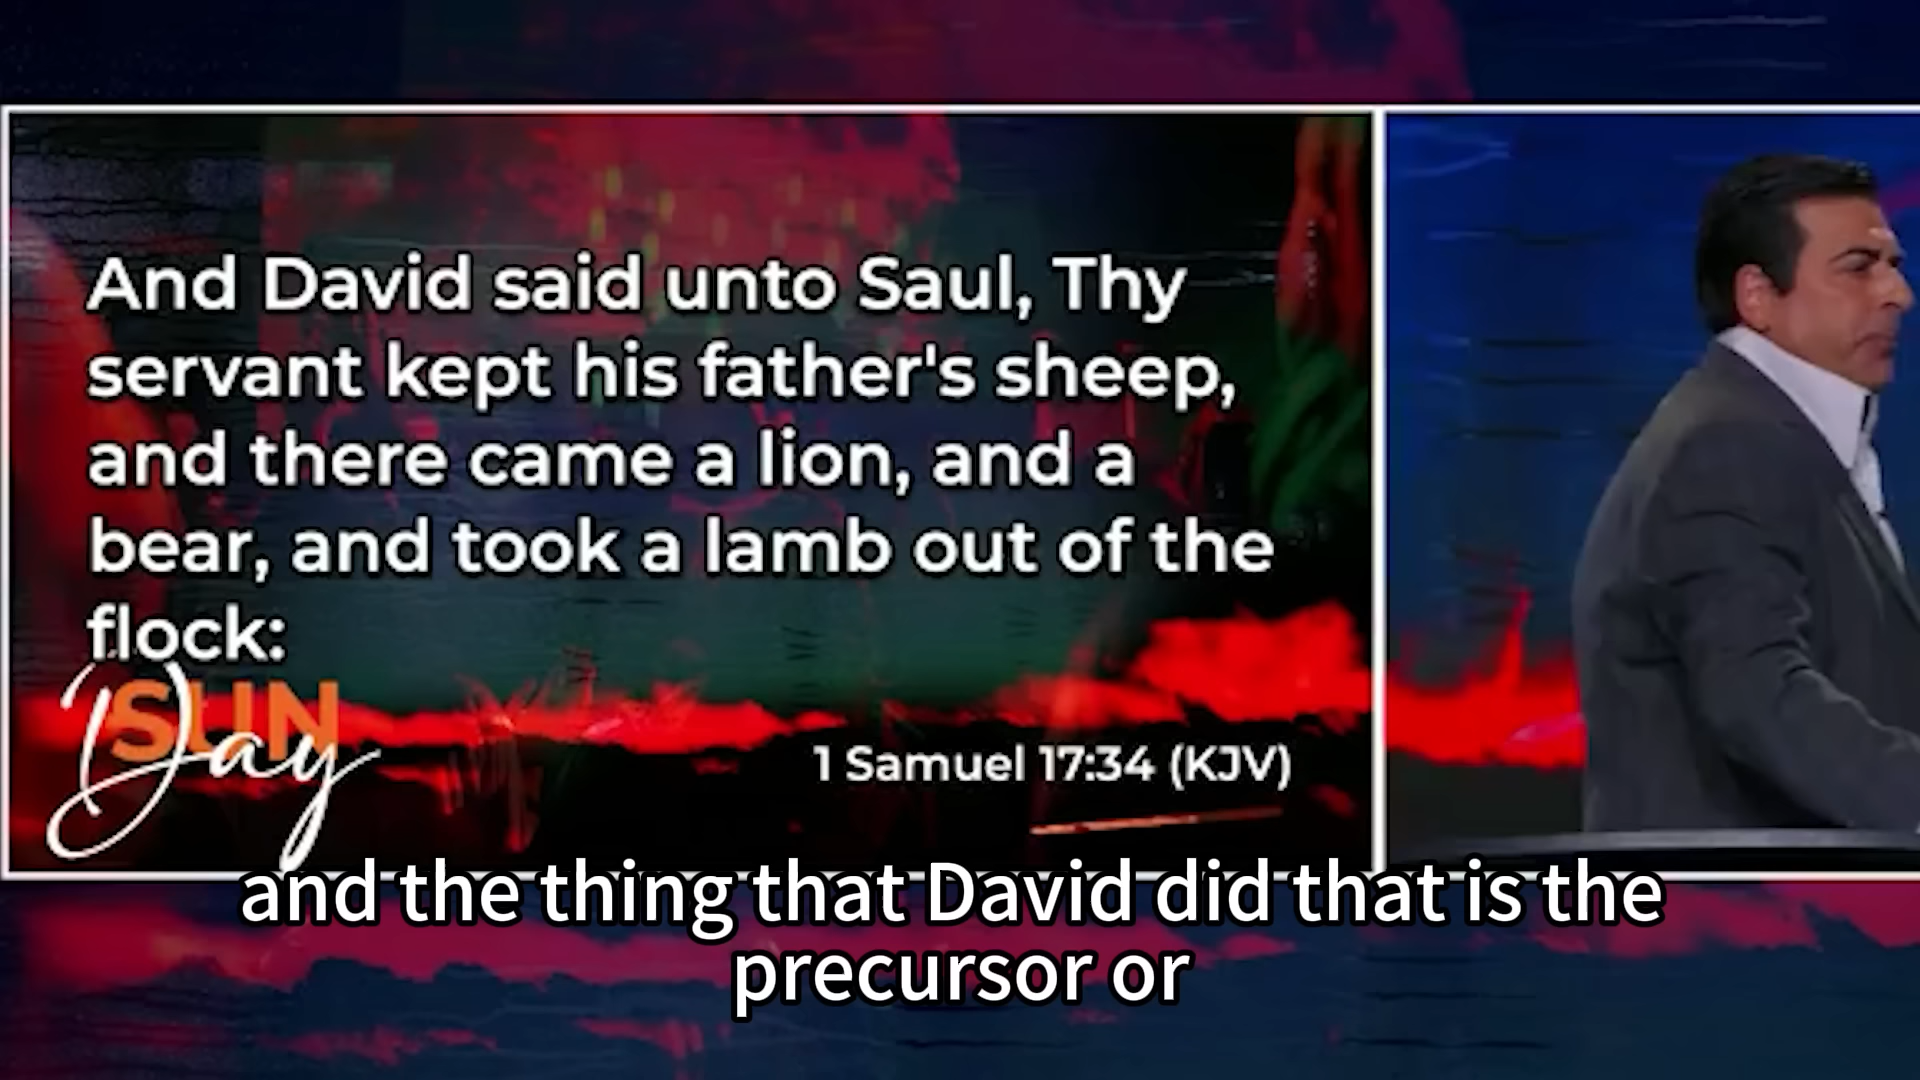 And David said unto Saul, Thy
servant kept his father's sheep,
and there came a lion, and a
bear, and took a lamb out of the
flock:
SUN
Day
1 Samuel 17:34 (KJV)
and the thing that David did that is the
precursor or